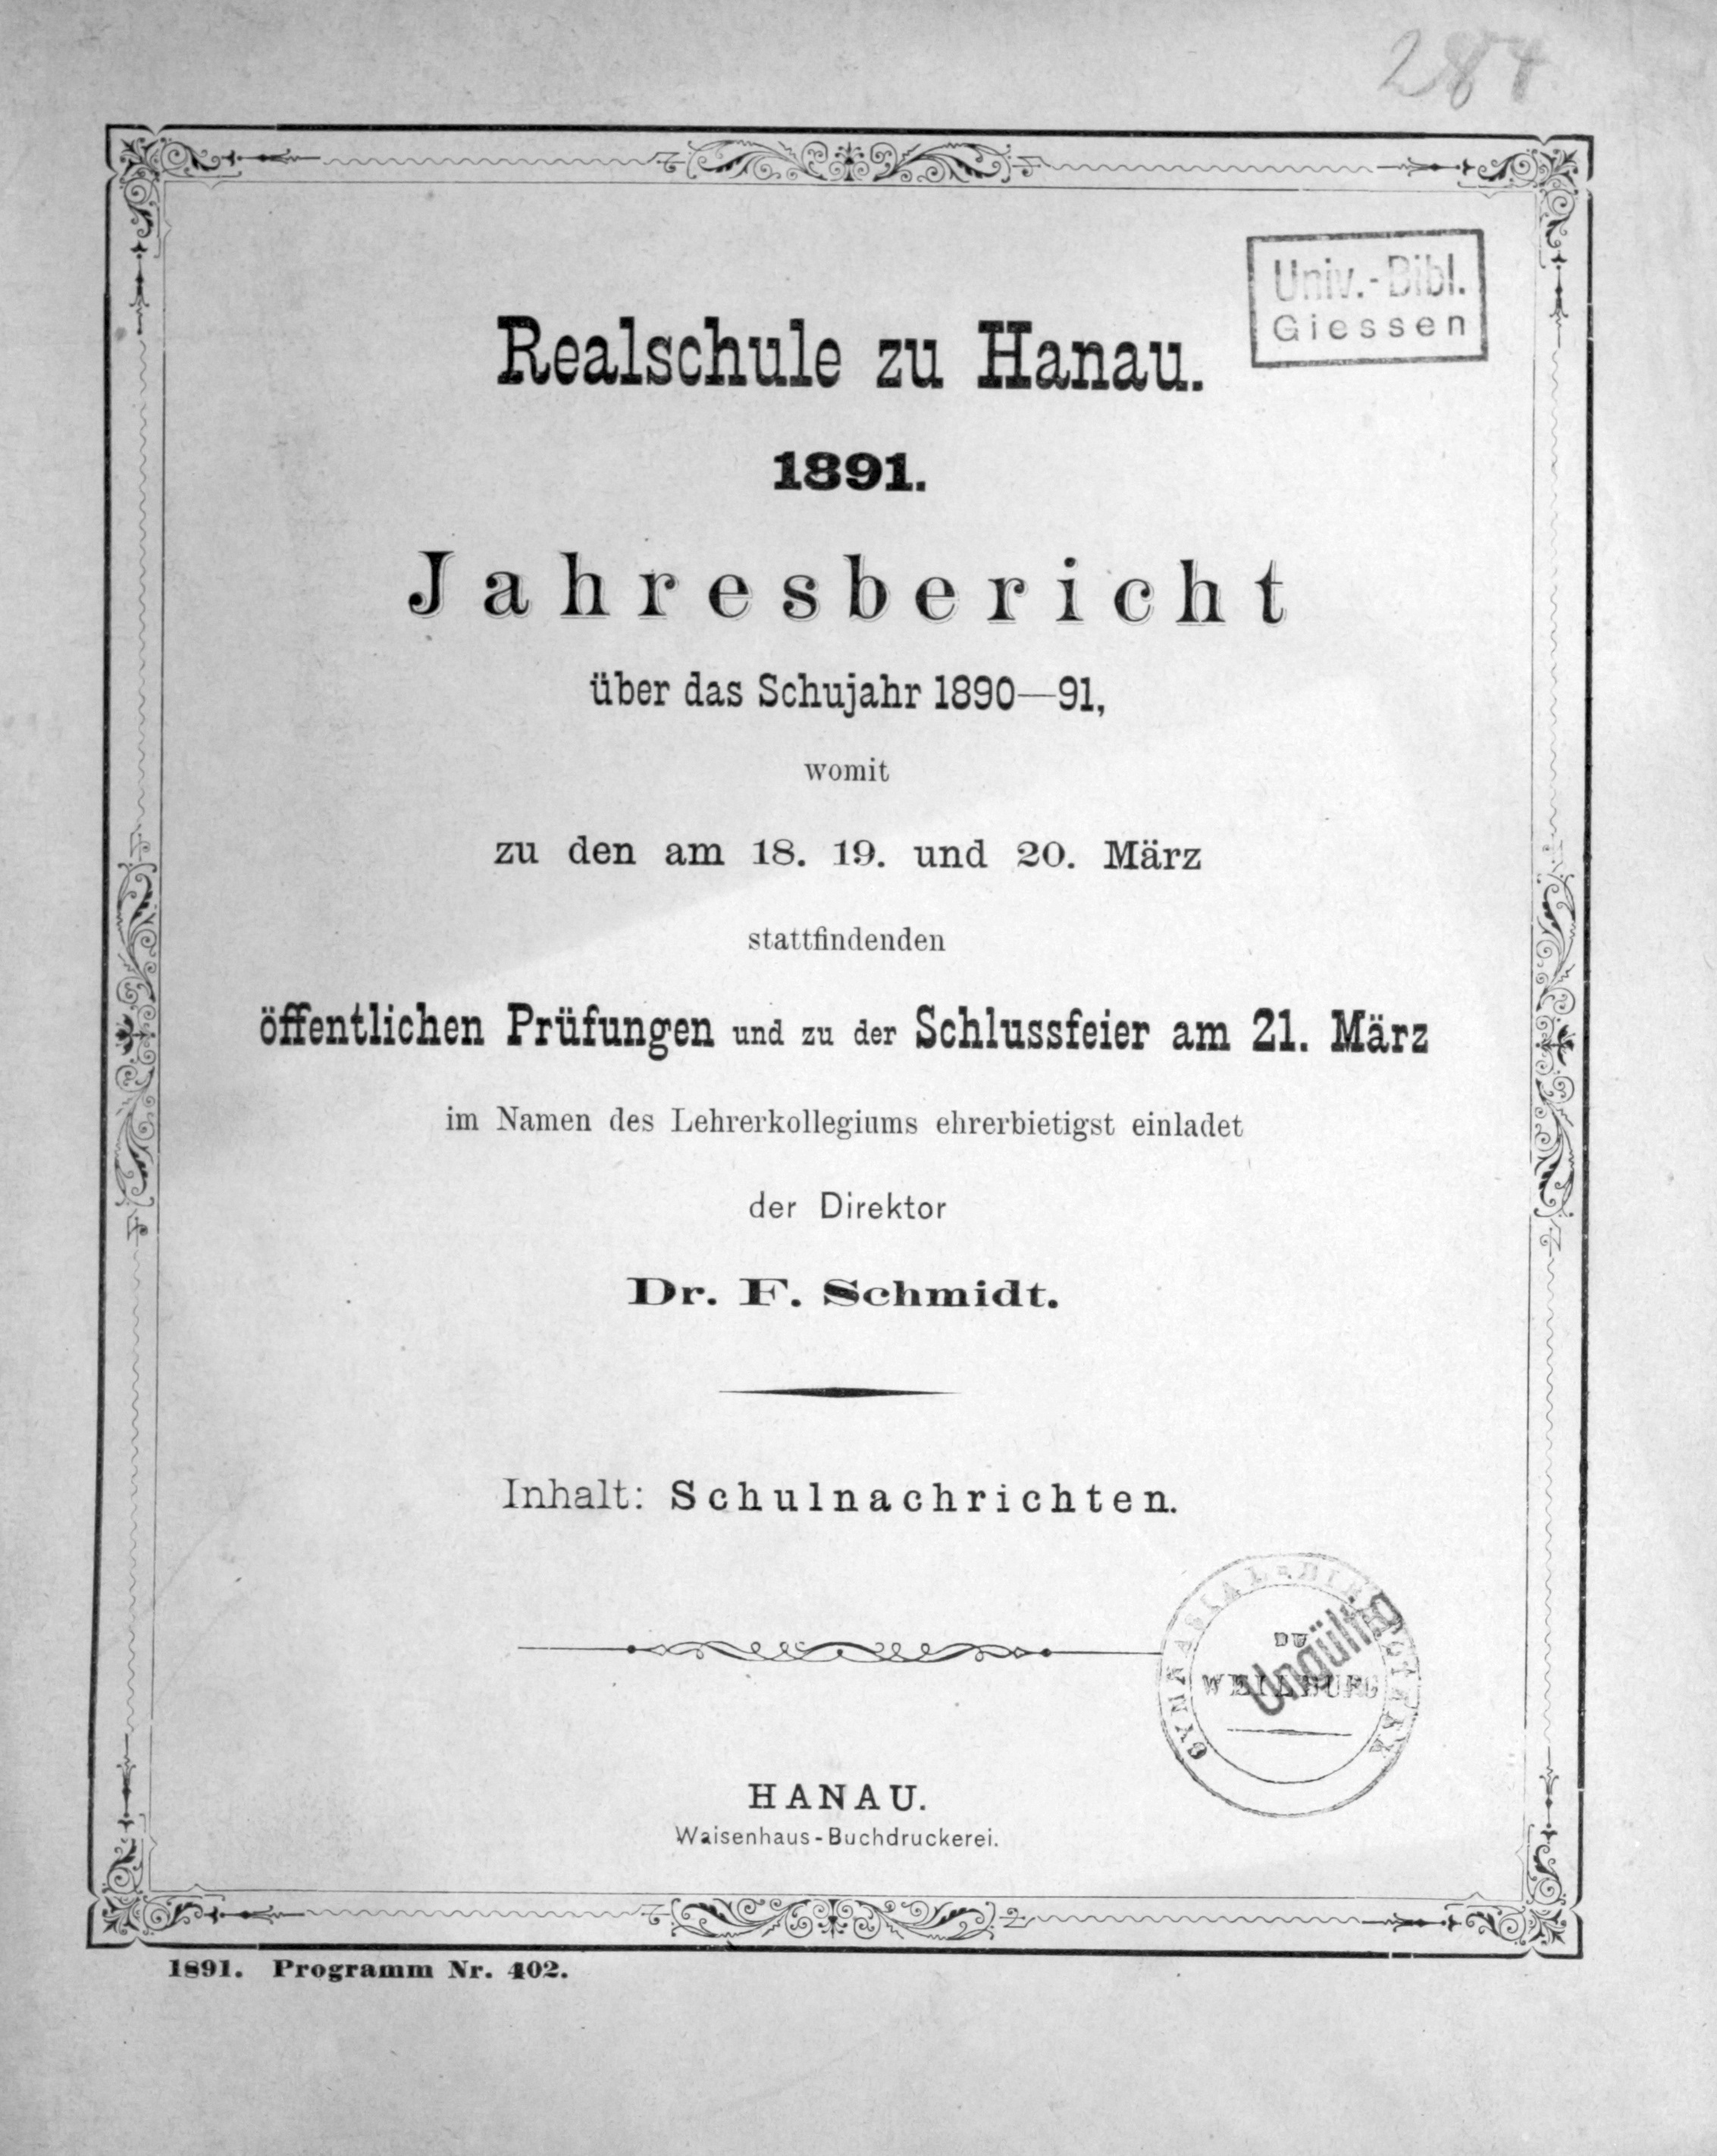 284
Univ.-Bibl.
Giessen
Realschule zu Hanau.
1891.
Jahresbericht
über das Schujahr 1890—91,
womit
zu den am 18. 19. und 20. März
stattfindenden
öffentlichen Prüfungen und zu der Schlussfeier am 21. März
im Namen des Lehrerkollegiums ehrerbietigst einladet
der Direktor
Dr. F. Schmidt.
Inhalt: Schulnachrichten.
WEILBURG
Ungültig
HANAU.
Waisenhaus-Buchdruckerei.
1891. Programm Nr. 402.